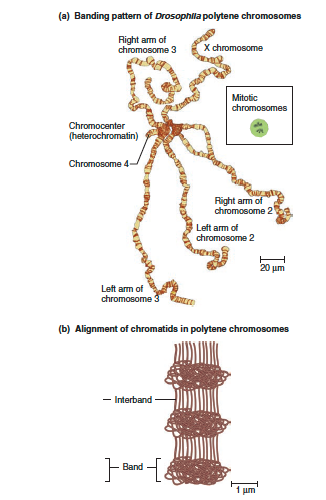 (a) Banding pattern of Drosophila polytene chromosomes
Right arm of
chromosome 3
X chromosome
Mitotic
chromosomes
Chromocenter
(heterochromatin)
Chromosome 4
Right arm of
chromosome 2
Left arm of
chromosome 2
20 µm
Left arm of
chromosome 3
(b) Alignment of chromatids in polytene chromosomes
Interband
Band
1 µm